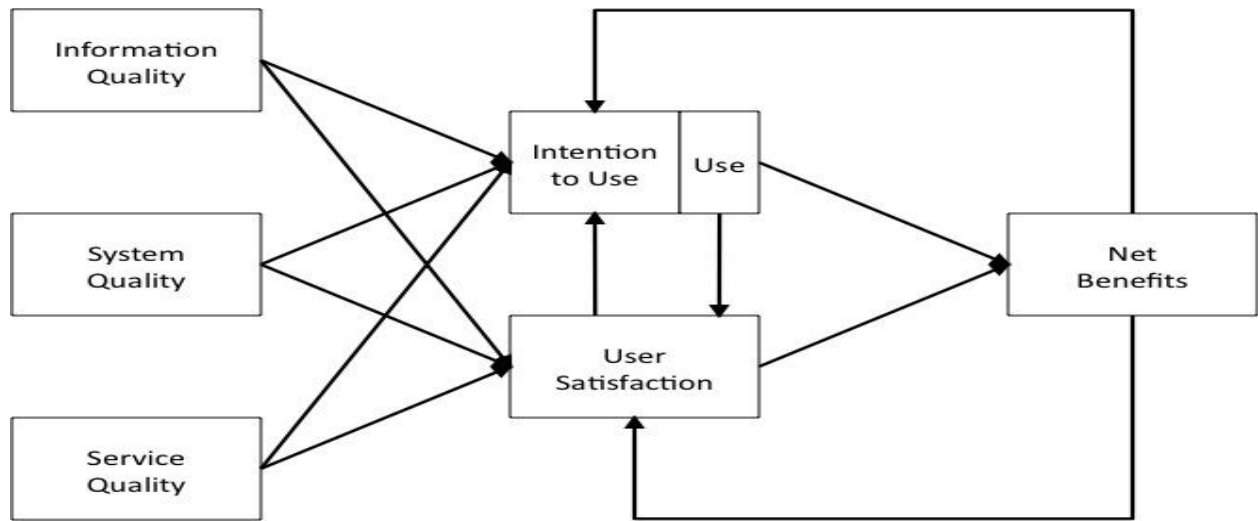 Information
Quality
Intention
to Use
Use
System
Quality
Net
Benefits
User
Satisfaction
Service
Quality